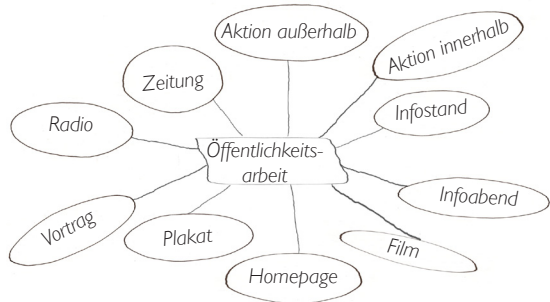 Aktion außerhalb
Aktion innerhalb
Zeitung
Infostand
Radio
Öffentlichkeits-
arbeit
Infoabend
Vortrag
Plakat
Film
Homepage